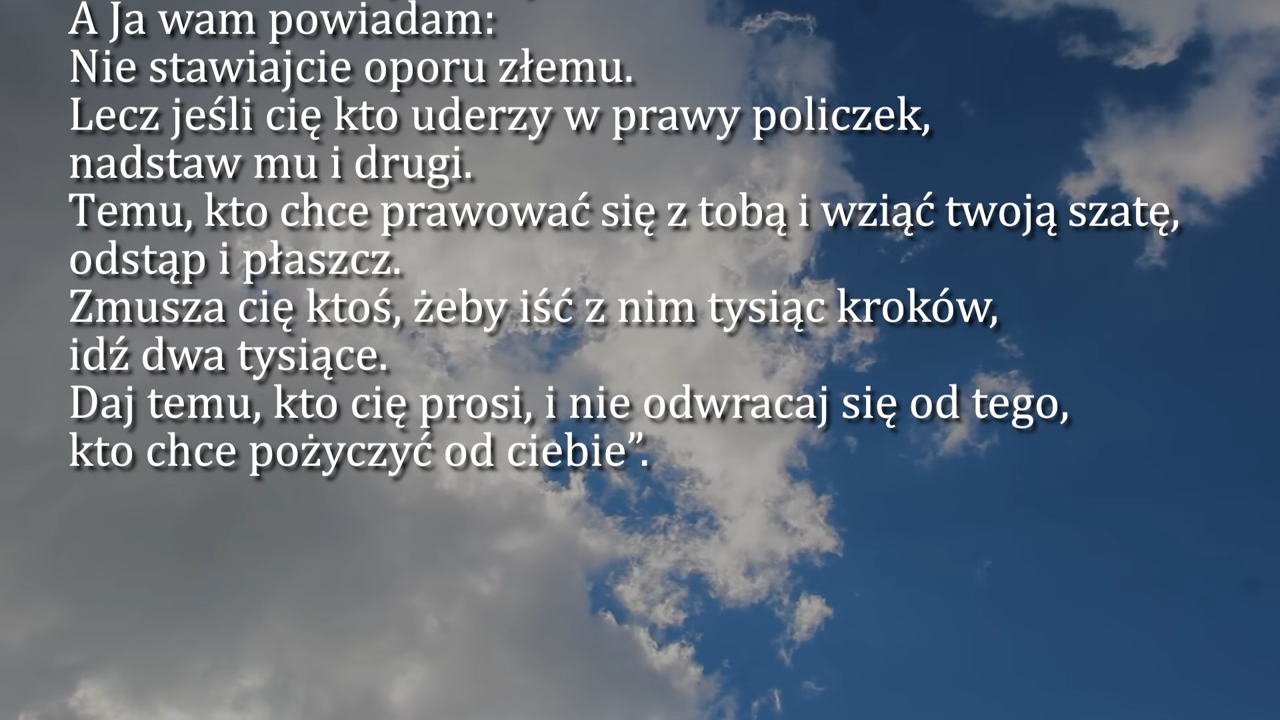 A Ja wam powiadam:
Nie stawiajcie oporu złemu.
Lecz jeśli cię kto uderzy w prawy policzek,
nadstaw mu i drugi.
Temu, kto chce prawować się z tobą i wziąć twoją szatę,
odstąp i płaszcz.
Zmusza cię ktoś, żeby iść z nim tysiąc kroków,
idź dwa tysiące.
Daj temu, kto cię prosi, i nie odwracaj się od tego,
kto chce pożyczyć od ciebie”.